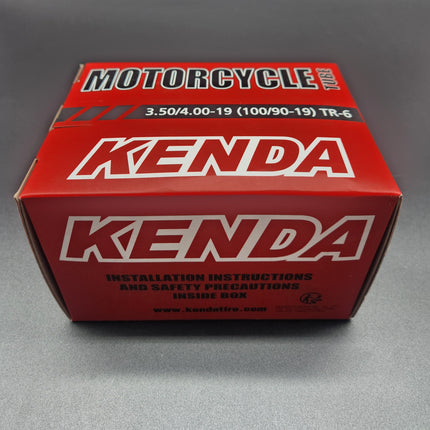 MOTORCYCLE TUBE
3.50/4.00-19 (100/90-19) TR-6
KENDA
KENDA
INSTALLATION INSTRUCTIONS
AND SAFETY PRECAUTIONS
INSIDE BOX
www.kendatire.com